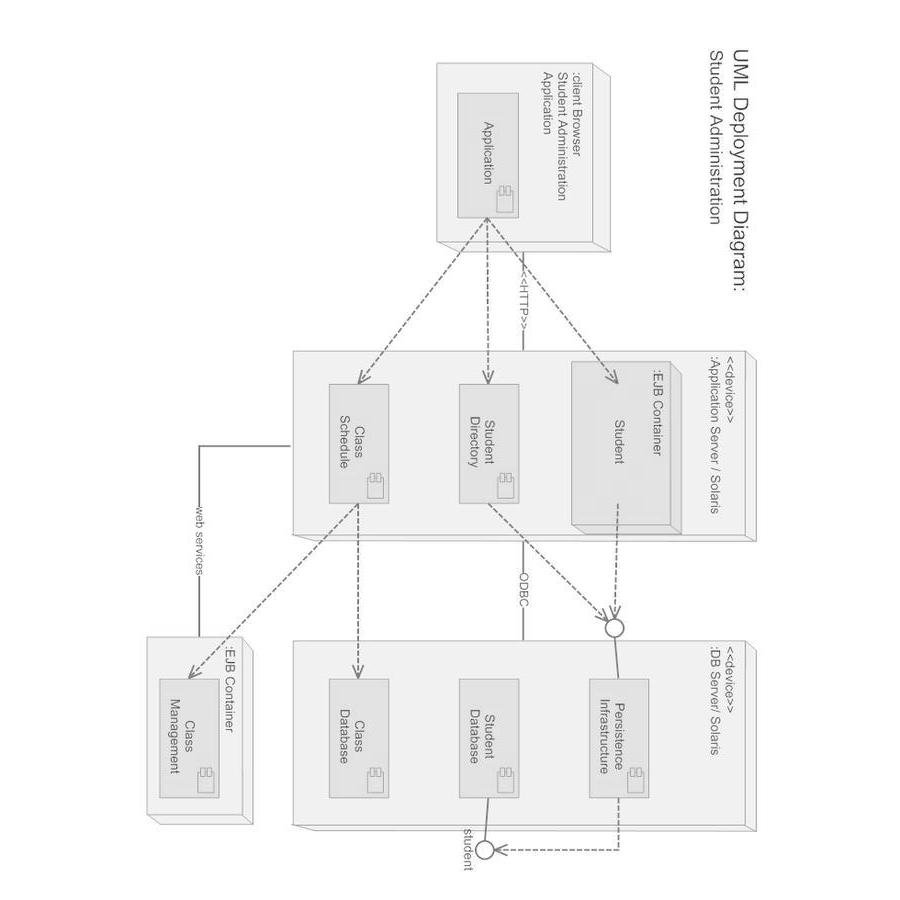 UML Deployment Diagram:
Student Administration
:client Browser
Student Administration
Application
Application
<<HTTP>>
<<device>>
:Application Server / Solaris
:EJB Container
Student
Student
Directory
Class
Schedule
web services
ODBC
<<device>>
:DB Server/ Solaris
Persistence
Infrastructure
Student
Database
Class
Database
student
:EJB Container
Class
Management